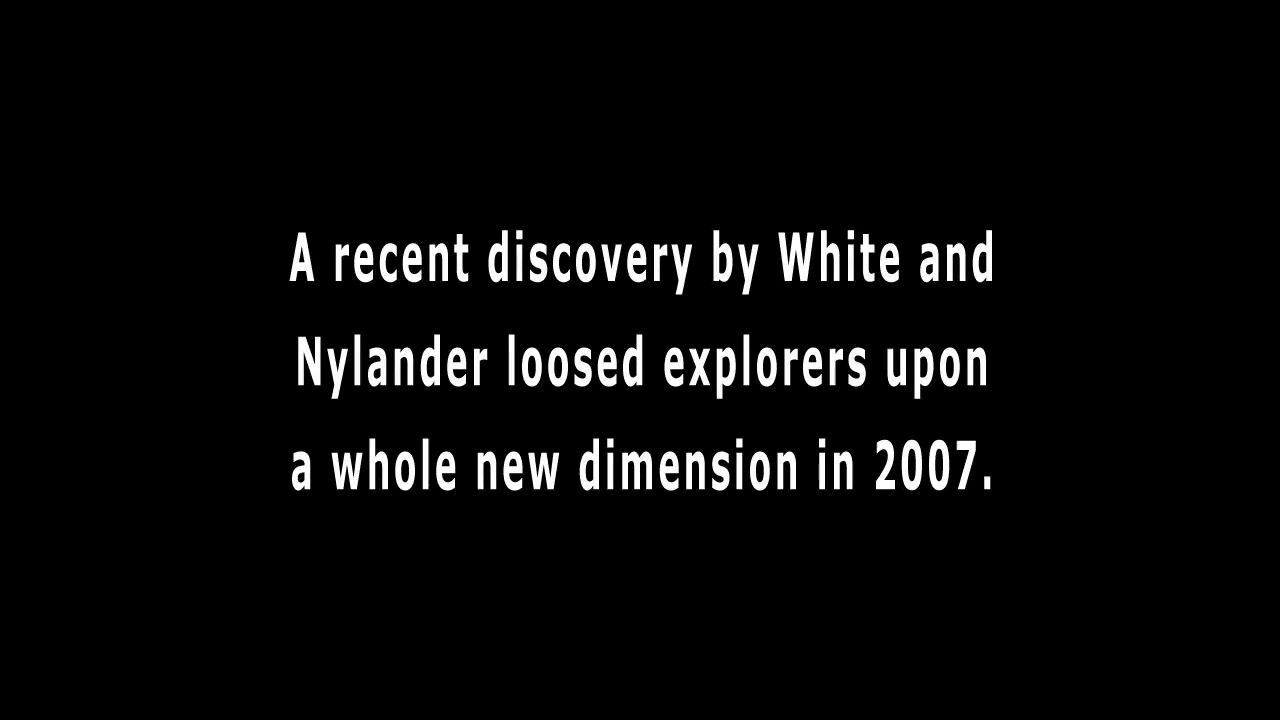 A recent discovery by White and
Nylander loosed explorers upon
a whole new dimension in 2007.